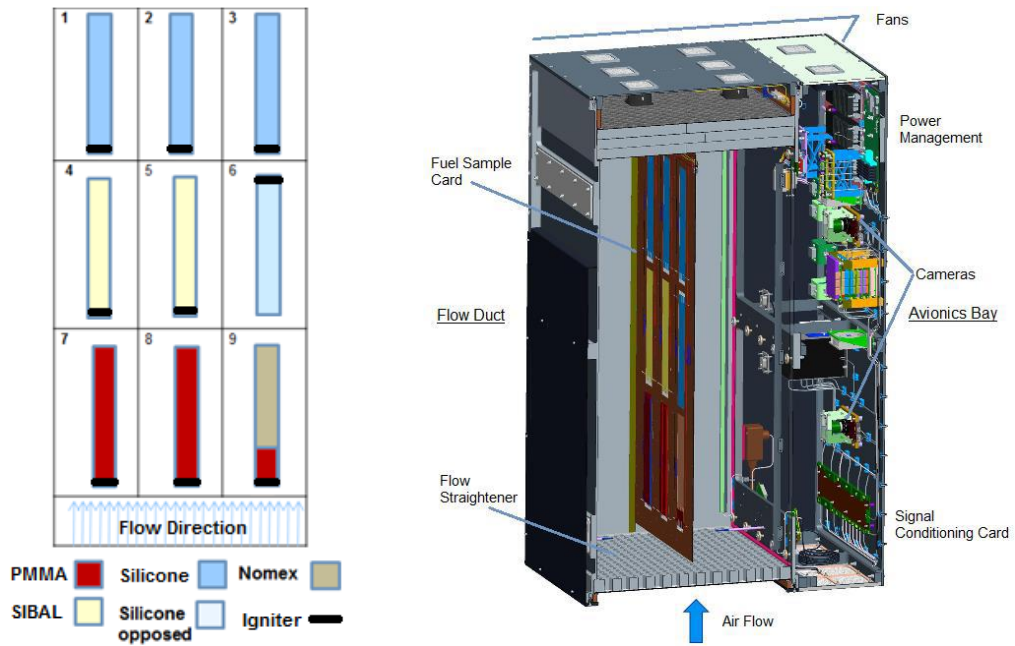 1
2
3
4
5
6
7
8
9
Flow Direction
PMMA
Silicone
Nomex
SIBAL
Silicone
opposed
Igniter
Fans
Power
Management
Fuel Sample
Card
Cameras
Flow Duct
Avionics Bay
Flow
Straightener
Signal
Conditioning Card
Air Flow